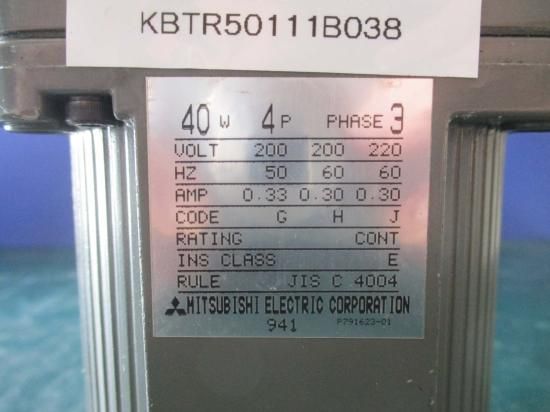 KBTR50111B038
40 W 4 P PHASE 3
VOLT 200 200 220
HZ 50 60 60
AMP 0.33 0.30 0.30
CODE G H J
RATING CONT
INS CLASS E
RULE JIS C 4004
MITSUBISHI ELECTRIC CORPORATION
941 P791623-01